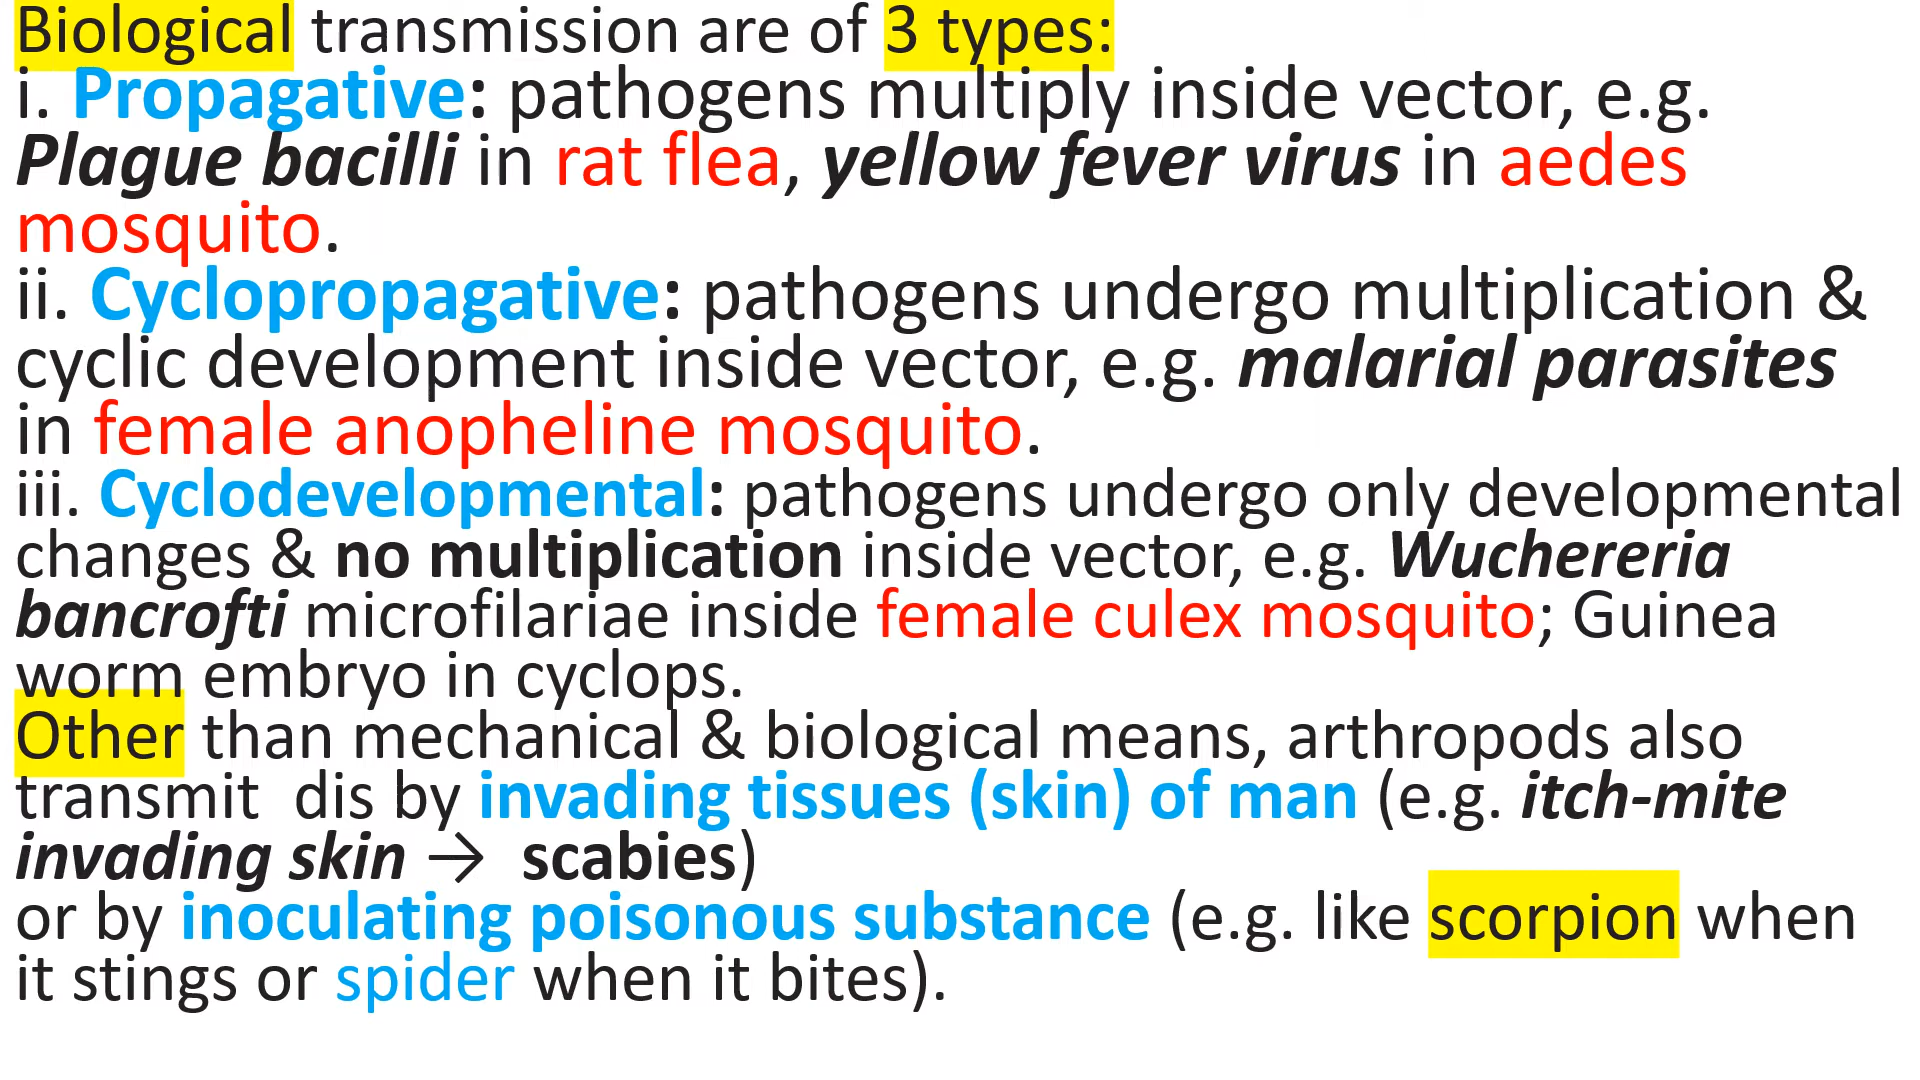 Biological transmission are of 3 types:
i. Propagative: pathogens multiply inside vector, e.g.
Plague bacilli in rat flea, yellow fever virus in aedes
mosquito.
ii. Cyclopropagative: pathogens undergo multiplication &
cyclic development inside vector, e.g. malarial parasites
in female anopheline mosquito.
iii. Cyclodevelopmental: pathogens undergo only developmental
changes & no multiplication inside vector, e.g. Wuchereria
bancrofti microfilariae inside female culex mosquito; Guinea
worm embryo in cyclops.
Other than mechanical & biological means, arthropods also
transmit  dis by invading tissues (skin) of man (e.g. itch-mite
invading skin →  scabies)
or by inoculating poisonous substance (e.g. like scorpion when
it stings or spider when it bites).